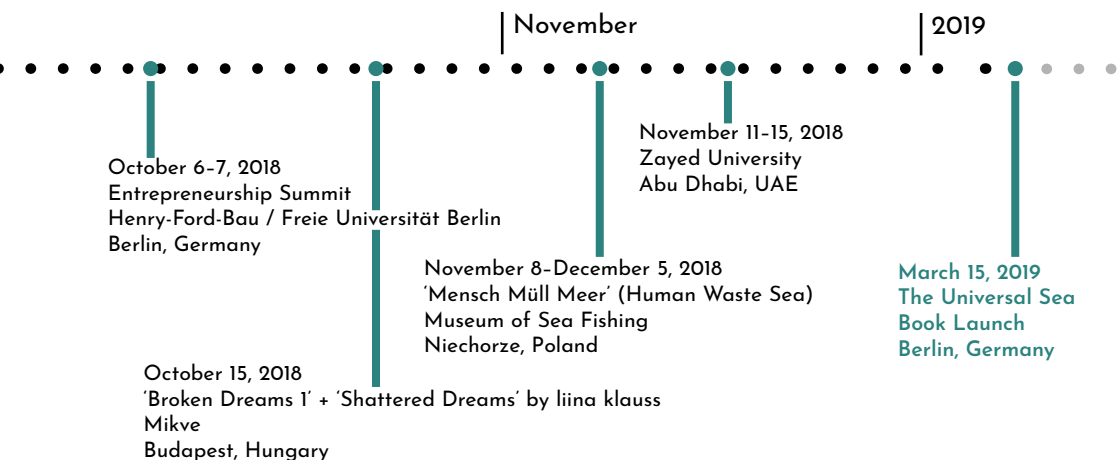 November
2019
October 6–7, 2018
Entrepreneurship Summit
Henry-Ford-Bau / Freie Universität Berlin
Berlin, Germany
October 15, 2018
‘Broken Dreams 1’ + ‘Shattered Dreams’ by liina klauss
Mikve
Budapest, Hungary
November 8–December 5, 2018
‘Mensch Müll Meer’ (Human Waste Sea)
Museum of Sea Fishing
Niechorze, Poland
November 11–15, 2018
Zayed University
Abu Dhabi, UAE
March 15, 2019
The Universal Sea
Book Launch
Berlin, Germany